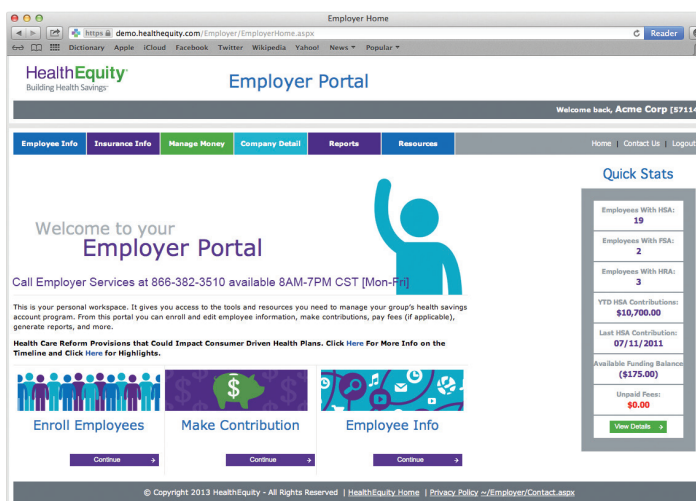 Employer Home
https demo.healthequity.com/Employer/EmployerHome.aspx
Reader
Dictionary Apple iCloud Facebook Twitter Wikipedia Yahoo! News Popular
HealthEquity
Building Health Savings
Employer Portal
Welcome back, Acme Corp [57114
Employee Info Insurance Info Manage Money Company Detail Reports Resources
Home | Contact Us | Logout
Quick Stats
Employees With HSA:
19
Employees With FSA:
2
Employees With HRA:
3
YTD HSA Contributions:
$10,700.00
Last HSA Contribution:
07/11/2011
Available Funding Balance
($175.00)
Unpaid Fees:
$0.00
View Details
Welcome to your
Employer Portal
Call Employer Services at 866-382-3510 available 8AM-7PM CST [Mon-Fri]
This is your personal workspace. It gives you access to the tools and resources you need to manage your group's health savings
account program. From this portal you can enroll and edit employee information, make contributions, pay fees (if applicable),
generate reports, and more.
Health Care Reform Provisions that Could Impact Consumer Driven Health Plans. Click Here For More Info on the
Timeline and Click Here for Highlights.
Enroll Employees
Continue
Make Contribution
Continue
Employee Info
Continue
© Copyright 2013 HealthEquity - All Rights Reserved | HealthEquity Home | Privacy Policy ~/Employer/Contact.aspx